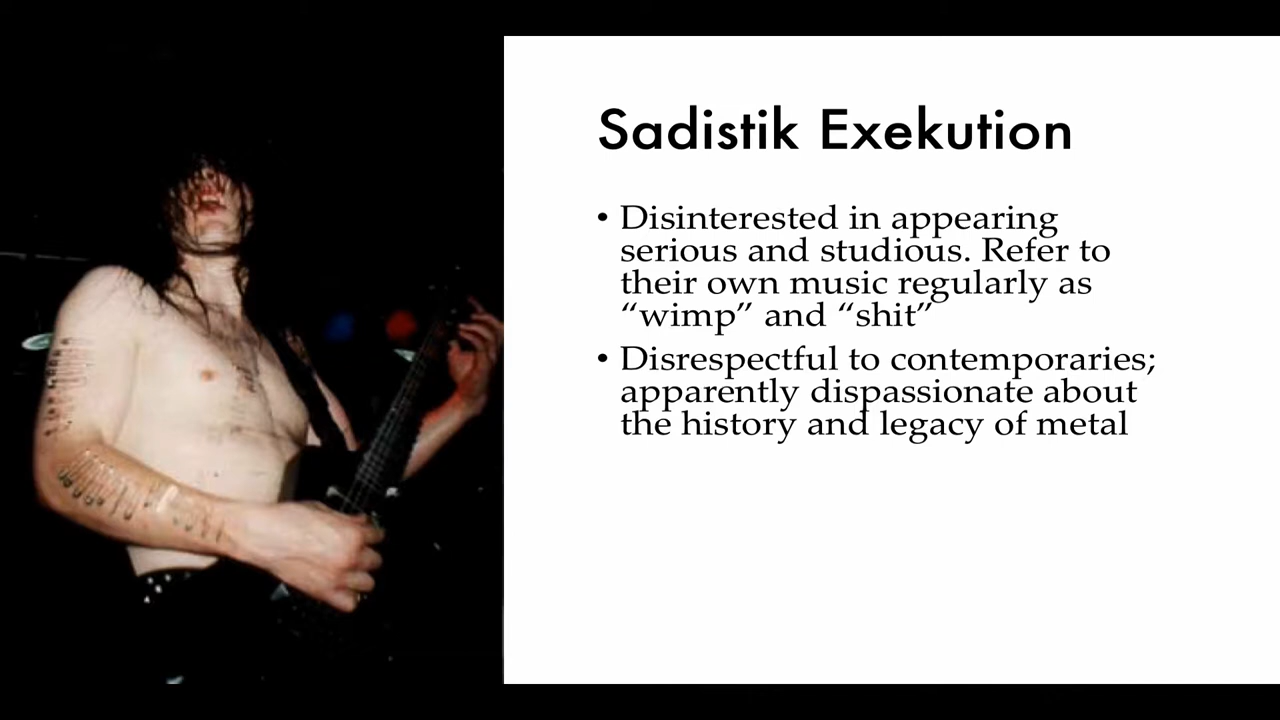 Sadistik Exekution
• Disinterested in appearing
serious and studious. Refer to
their own music regularly as
“wimp” and “shit”
• Disrespectful to contemporaries;
apparently dispassionate about
the history and legacy of metal